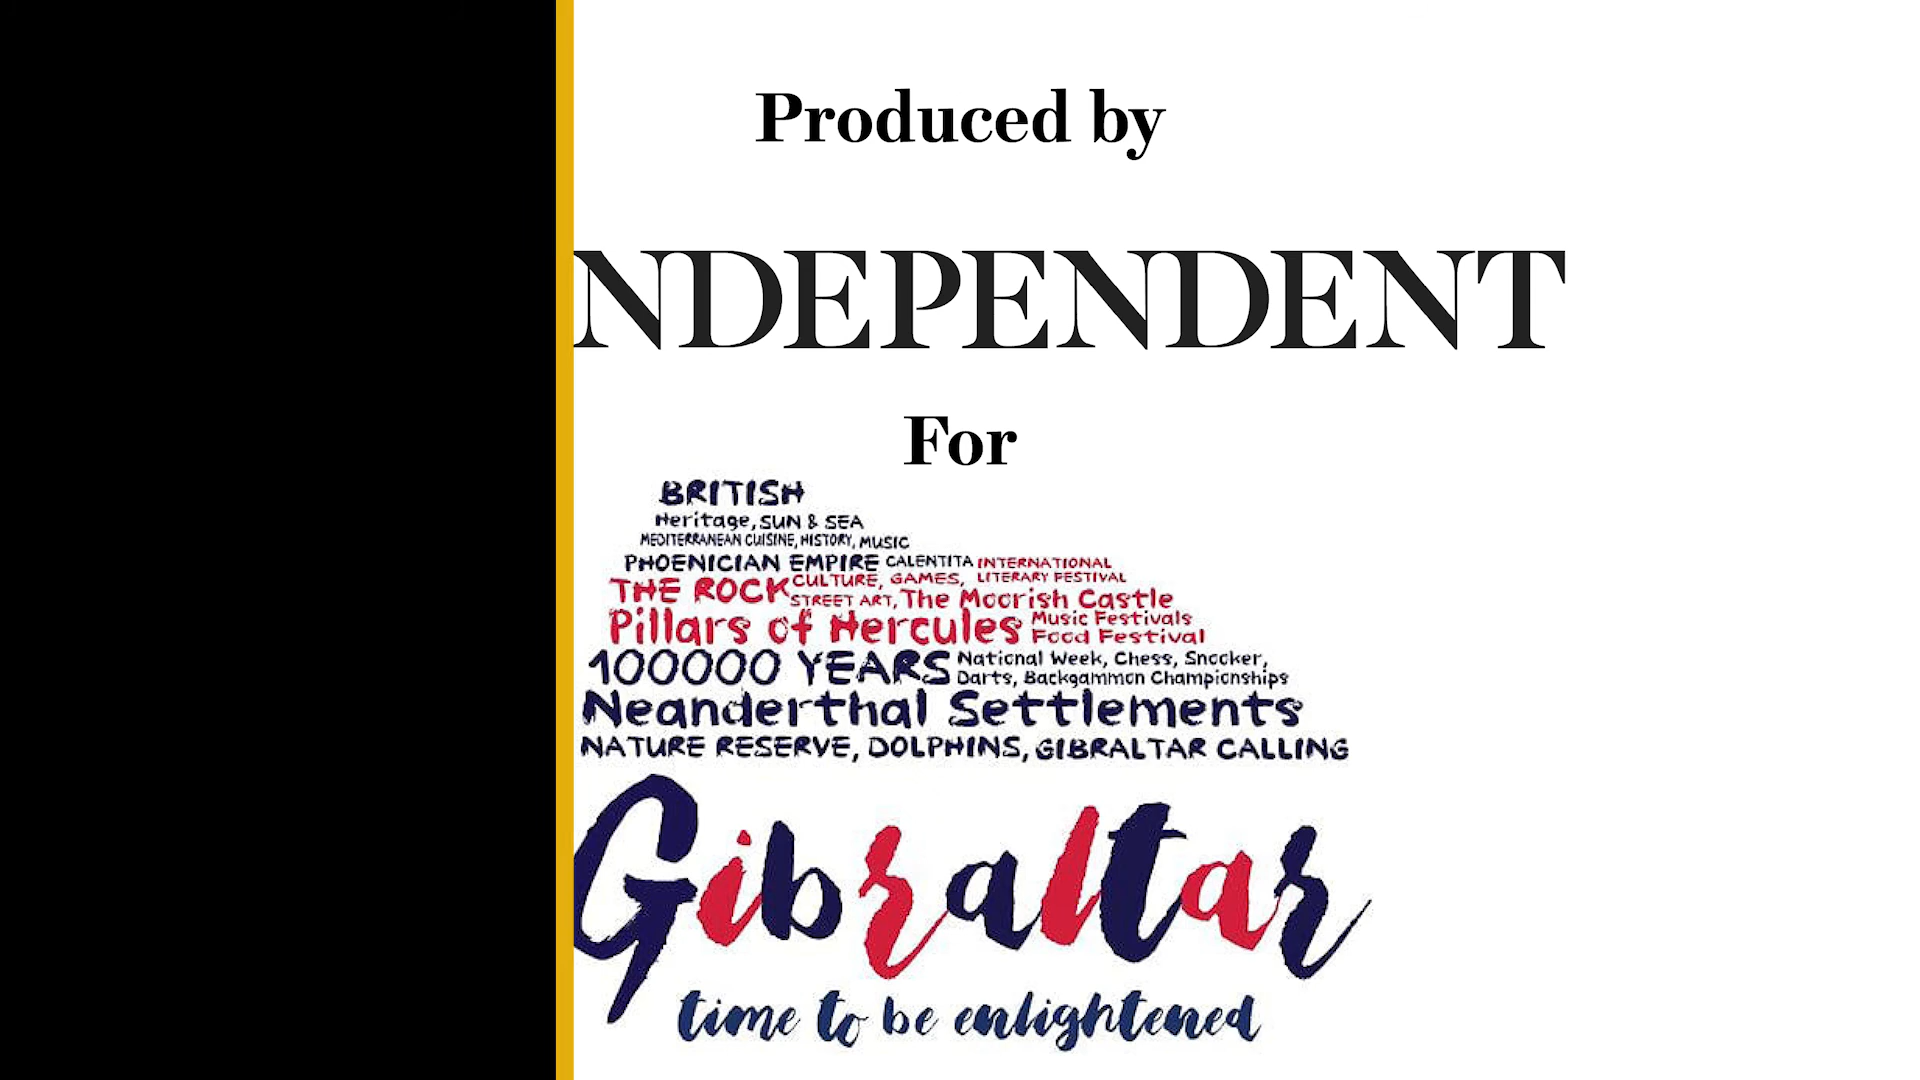 Produced by
NDEPENDENT
For
BRITISH
Heritage, SUN & SEA
MEDITERRANEAN CUISINE, HISTORY, MUSIC
PHOENICIAN EMPIRE CALENTITA INTERNATIONAL
THE ROCK CULTURE, GAMES, LITERARY FESTIVAL
STREET ART, The Moorish Castle
Pillars of Hercules Music Festivals
Food Festival
100000 YEARS National Week, Chess, Snooker,
Darts, Backgammon Championships
Neanderthal Settlements
NATURE RESERVE, DOLPHINS, GIBRALTAR CALLING
Gibraltar
time to be enlightened